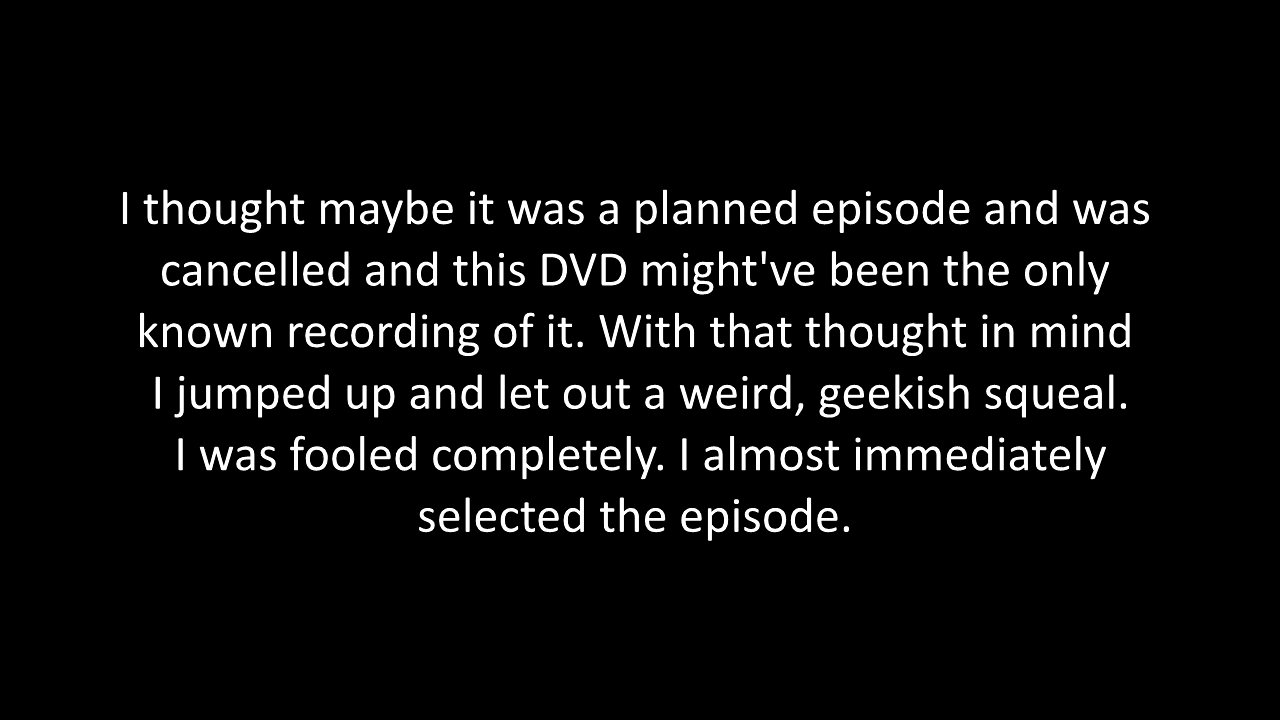 I thought maybe it was a planned episode and was
cancelled and this DVD might've been the only
known recording of it. With that thought in mind
I jumped up and let out a weird, geekish squeal.
I was fooled completely. I almost immediately
selected the episode.